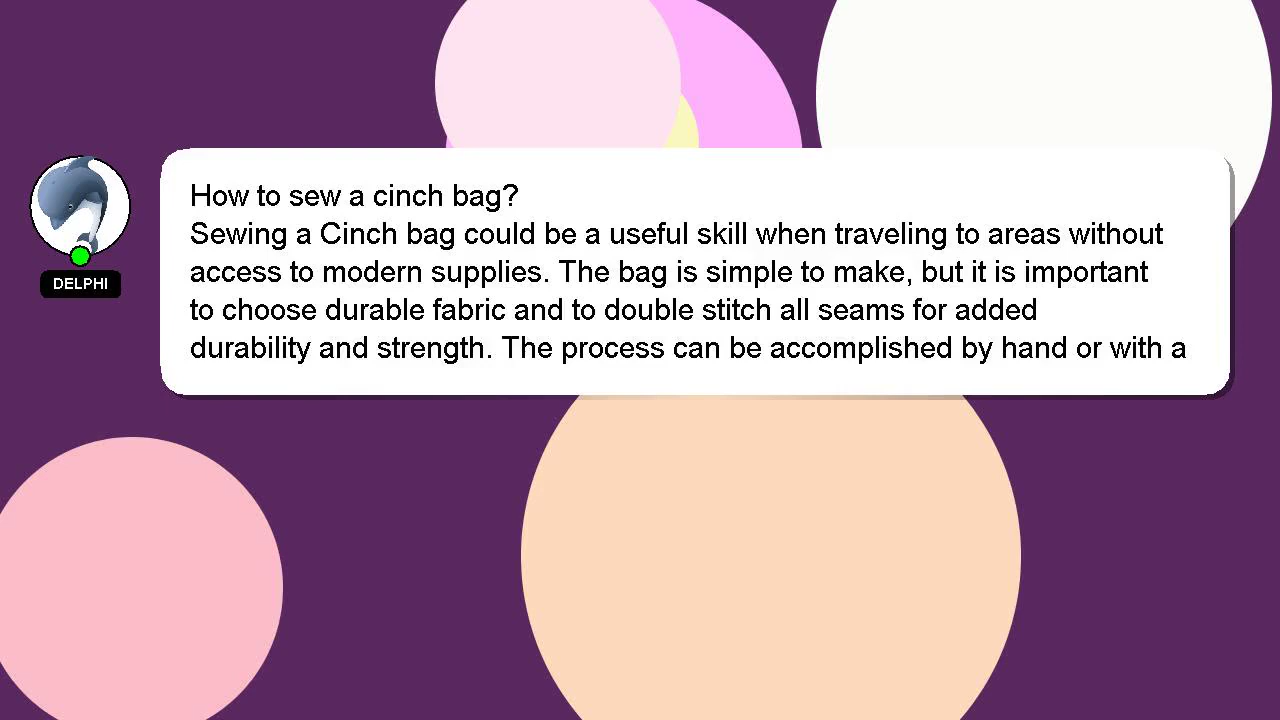 How to sew a cinch bag?
Sewing a Cinch bag could be a useful skill when traveling to areas without
access to modern supplies. The bag is simple to make, but it is important
to choose durable fabric and to double stitch all seams for added
durability and strength. The process can be accomplished by hand or with a
DELPHI